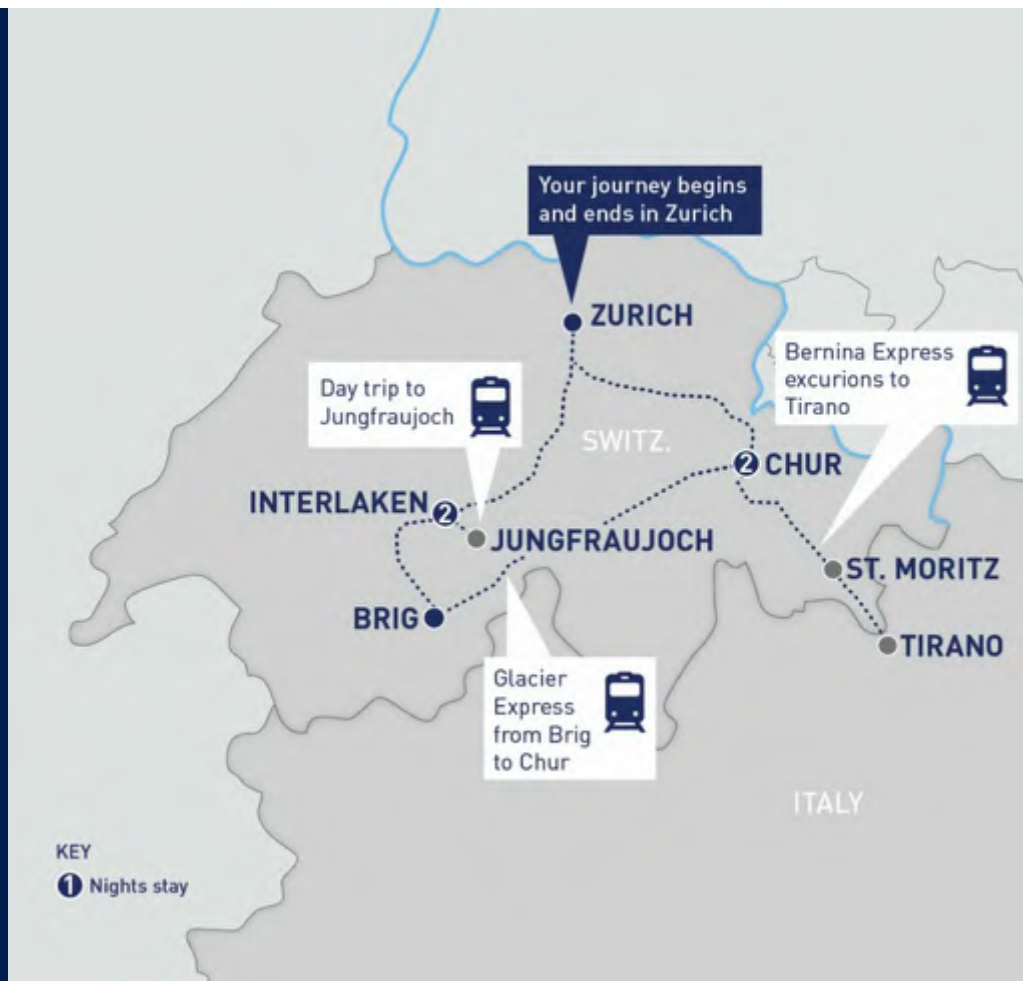 Your journey begins
and ends in Zurich
ZURICH
Bernina Express
excurions to
Tirano
Day trip to
Jungfraujoch
SWITZ.
2 CHUR
INTERLAKEN 2
JUNGFRAUJOCH
ST. MORITZ
BRIG
TIRANO
Glacier
Express
from Brig
to Chur
ITALY
KEY
1 Nights stay